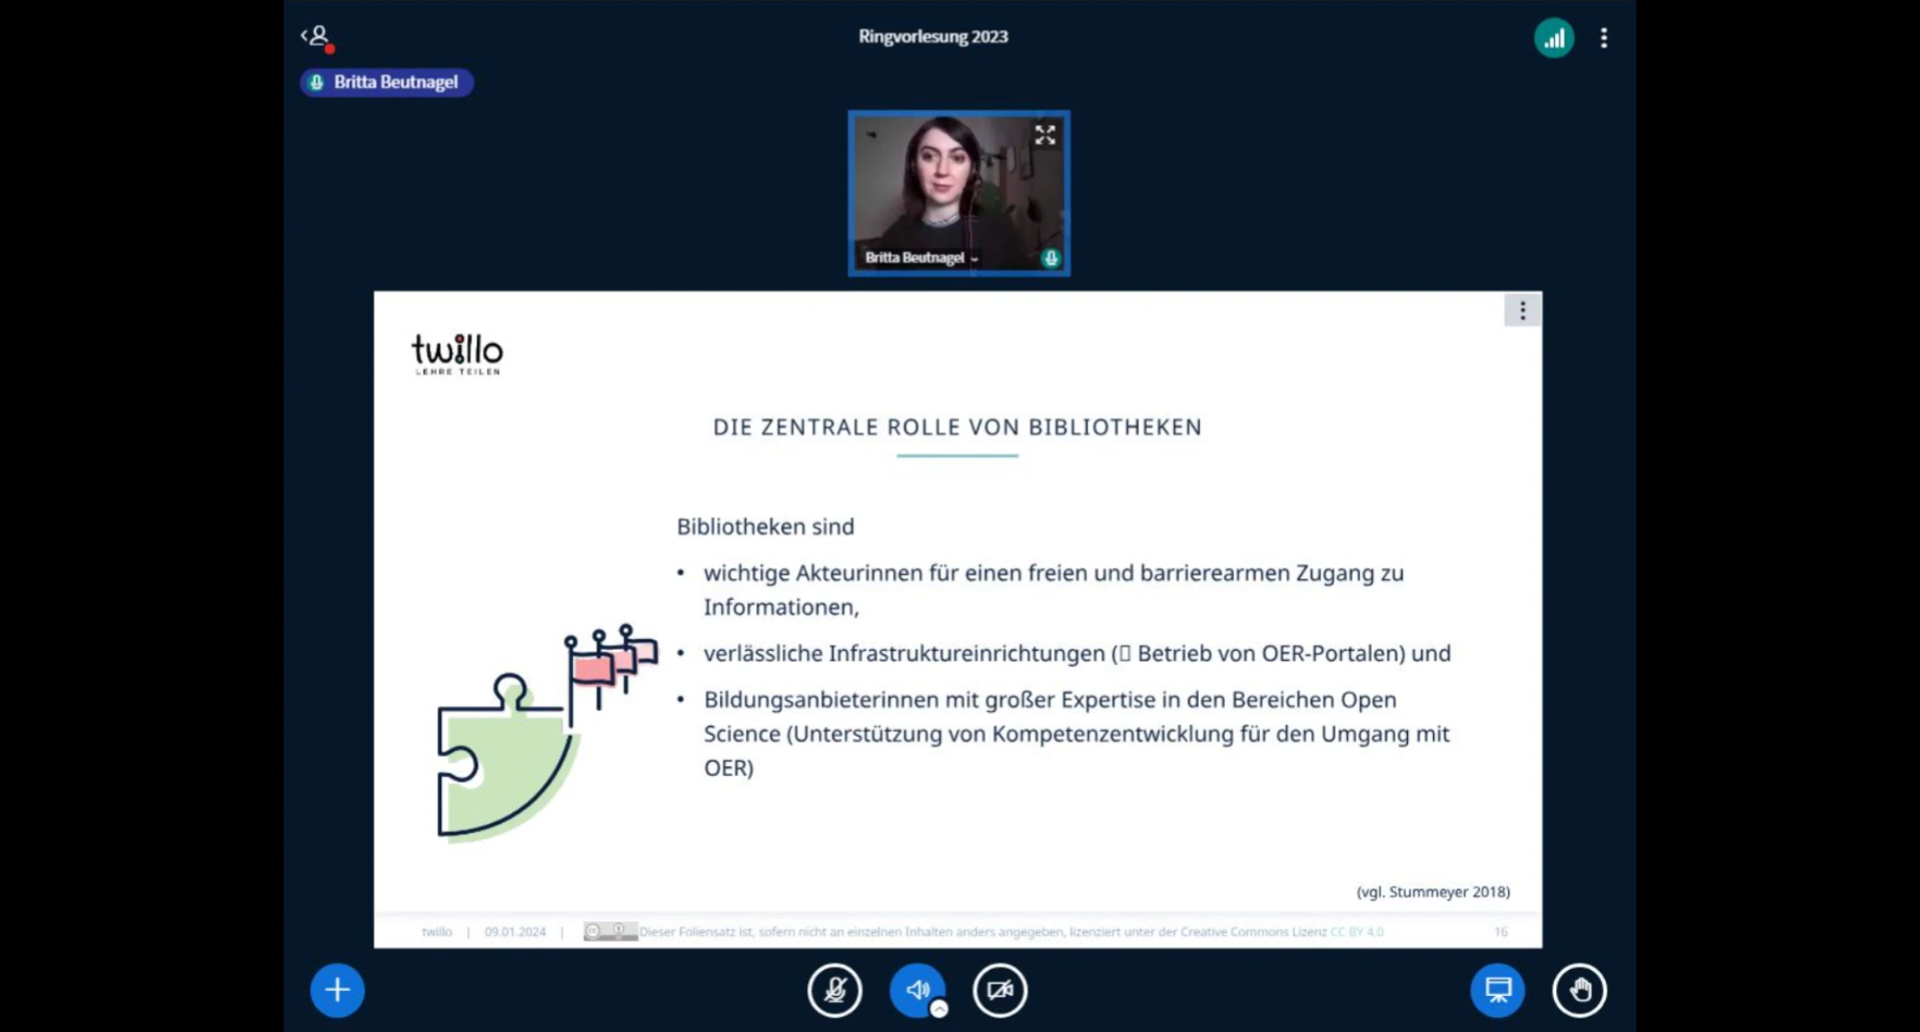 Ringvorlesung 2023
Britta Beutnagel
Britta Beutnagel
twillo
LEHRE TEILEN
DIE ZENTRALE ROLLE VON BIBLIOTHEKEN
Bibliotheken sind
• wichtige Akteurinnen für einen freien und barrierearmen Zugang zu
Informationen,
• verlässliche Infrastruktureinrichtungen (▯ Betrieb von OER-Portalen) und
• Bildungsanbieterinnen mit großer Expertise in den Bereichen Open
Science (Unterstützung von Kompetenzentwicklung für den Umgang mit
OER)
(vgl. Stummeyer 2018)
twillo | 09.01.2024 | Dieser Foliensatz ist, sofern nicht an einzelnen Inhalten anders angegeben, lizenziert unter der Creative Commons Lizenz CC BY 4.0 16